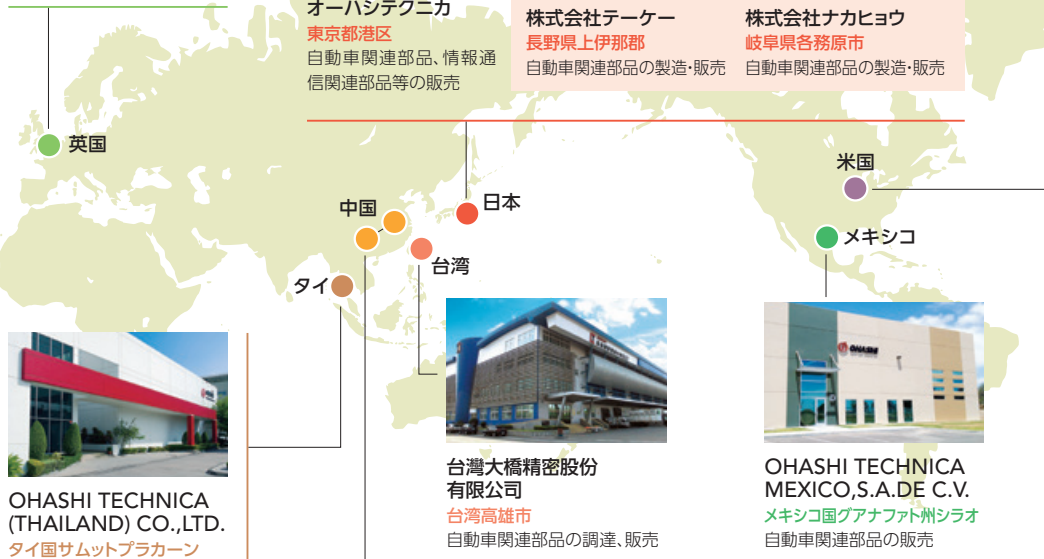 オーハシテクニカ
東京都港区
自動車関連部品、情報通
信関連部品等の販売
株式会社テーケー
長野県上伊那郡
自動車関連部品の製造・販売
株式会社ナカヒョウ
岐阜県各務原市
自動車関連部品の製造・販売
英国
中国
日本
台湾
タイ
米国
メキシコ
OHASHI
OHASHI TECHNICA
(THAILAND) CO.,LTD.
タイ国サムットプラカーン
台灣大橋精密股份
有限公司
台湾高雄市
自動車関連部品の調達、販売
OHASHI TECHNICA
MEXICO,S.A.DE C.V.
メキシコ国グアナファト州シラオ
自動車関連部品の販売